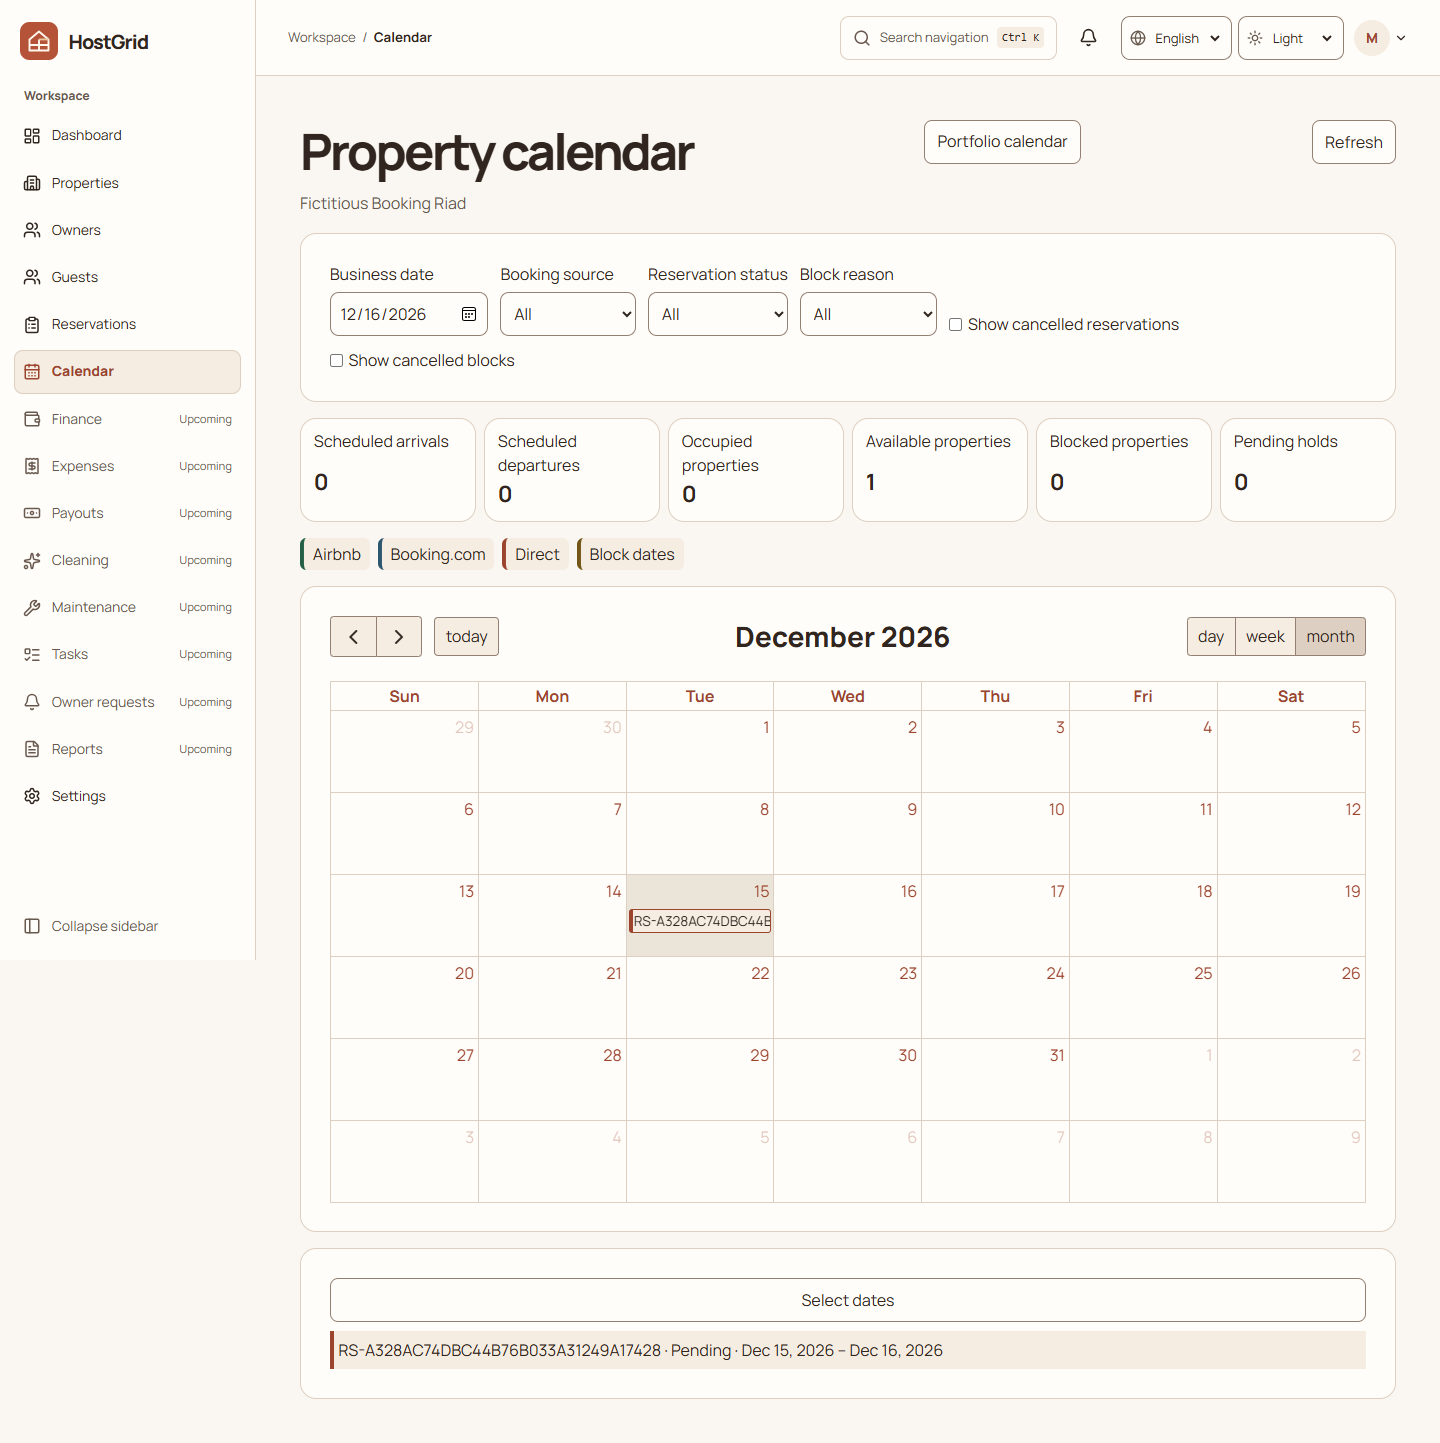 HostGrid
Workspace
Dashboard
Properties
Owners
Guests
Reservations
Calendar
Finance Upcoming
Expenses Upcoming
Payouts Upcoming
Cleaning Upcoming
Maintenance Upcoming
Tasks Upcoming
Owner requests Upcoming
Reports Upcoming
Settings
Collapse sidebar
Workspace / Calendar
Search navigation Ctrl K
English
Light
M
Property calendar
Portfolio calendar
Refresh
Fictitious Booking Riad
Business date Booking source Reservation status Block reason
12/16/2026 All All All Show cancelled reservations
Show cancelled blocks
Scheduled arrivals
0
Scheduled
departures
0
Occupied
properties
0
Available properties
1
Blocked properties
0
Pending holds
0
Airbnb Booking.com Direct Block dates
today
December 2026
day week month
Sun Mon Tue Wed Thu Fri Sat
29 30 1 2 3 4 5
6 7 8 9 10 11 12
13 14 15 16 17 18 19
RS-A328AC74DBC44B
20 21 22 23 24 25 26
27 28 29 30 31 1 2
3 4 5 6 7 8 9
Select dates
RS-A328AC74DBC44B76B033A31249A17428 · Pending · Dec 15, 2026 – Dec 16, 2026